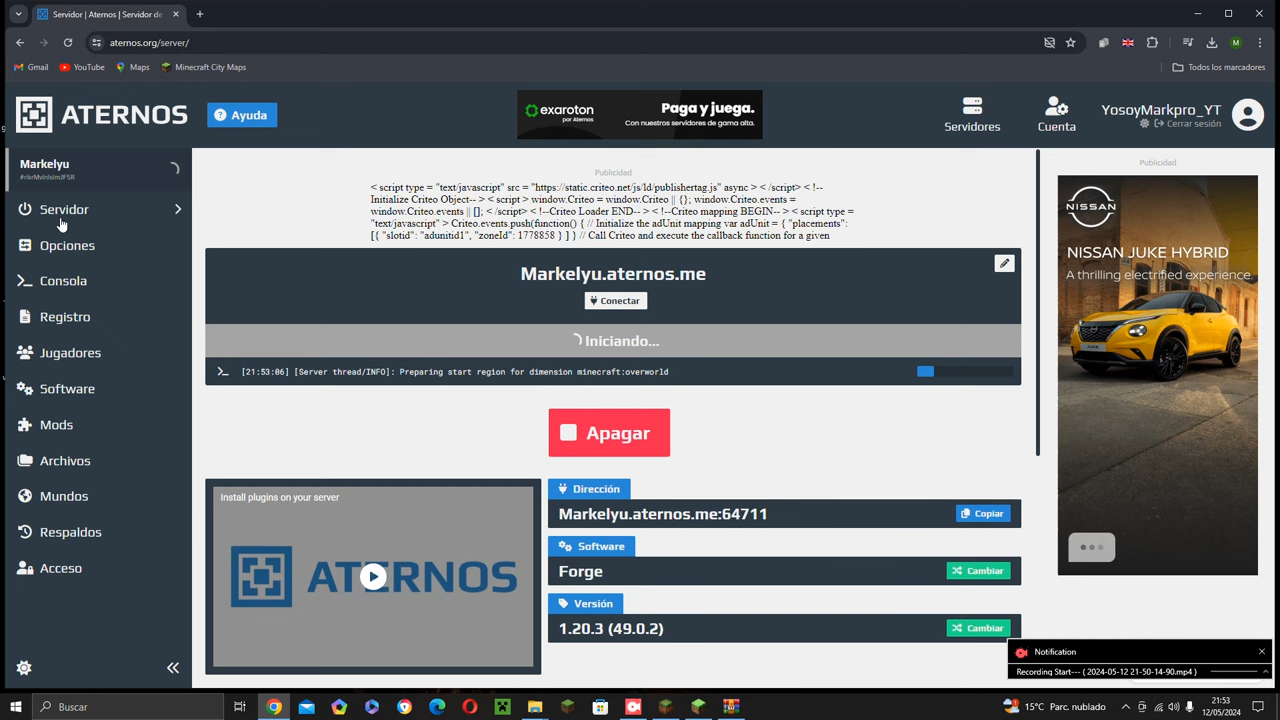 Servidor | Aternos | Servidor de
aternos.org/server/
Gmail
YouTube
Maps
Minecraft City Maps
Todos los marcadores
ATERNOS
Ayuda
exaroton
por Aternos
Paga y juega.
Con nuestros servidores de gama alta.
Servidores
Cuenta
YosoyMarkpro_YT
Cerrar sesión
Markelyu
Servidor
Opciones
Consola
Registro
Jugadores
Software
Mods
Archivos
Mundos
Respaldos
Acceso
Publicidad
< script type = "text/javascript" src = "https://static.criteo.net/js/ld/publishertag.js" async > < /script> < !--
Initialize Criteo Object-- > < script > window.Criteo = window.Criteo || {}; window.Criteo.events =
window.Criteo.events || []; < /script> < !--Criteo Loader END-- > < !--Criteo mapping BEGIN-- > < script type =
"text/javascript" > Criteo.events.push(function() { // Initialize the adUnit mapping var adUnit = { "placements":
[{ "slotid": "adunitid1", "zoneId": 1778858 } ] } // Call Criteo and execute the callback function for a given
Markelyu.aternos.me
Conectar
Iniciando...
[21:53:06] [Server thread/INFO]: Preparing start region for dimension minecraft:overworld
Apagar
Install plugins on your server
ATERNOS
Dirección
Markelyu.aternos.me:64711
Copiar
Software
Forge
Cambiar
Versión
1.20.3 (49.0.2)
Cambiar
Publicidad
NISSAN
NISSAN JUKE HYBRID
A thrilling electrified experience.
Notification
Recording Start--- ( 2024-05-12 21-50-14-90.mp4 )
Buscar
15°C Parc. nublado
21:53
12/05/2024